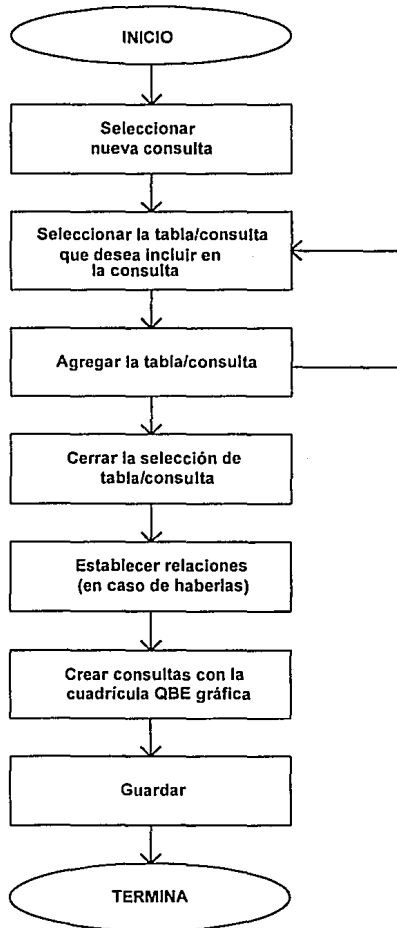 INICIO
Seleccionar
nueva consulta
Seleccionar la tabla/consulta
que desea incluir en
la consulta
Agregar la tabla/consulta
Cerrar la selección de
tabla/consulta
Establecer relaciones
(en caso de haberlas)
Crear consultas con la
cuadrícula QBE gráfica
Guardar
TERMINA